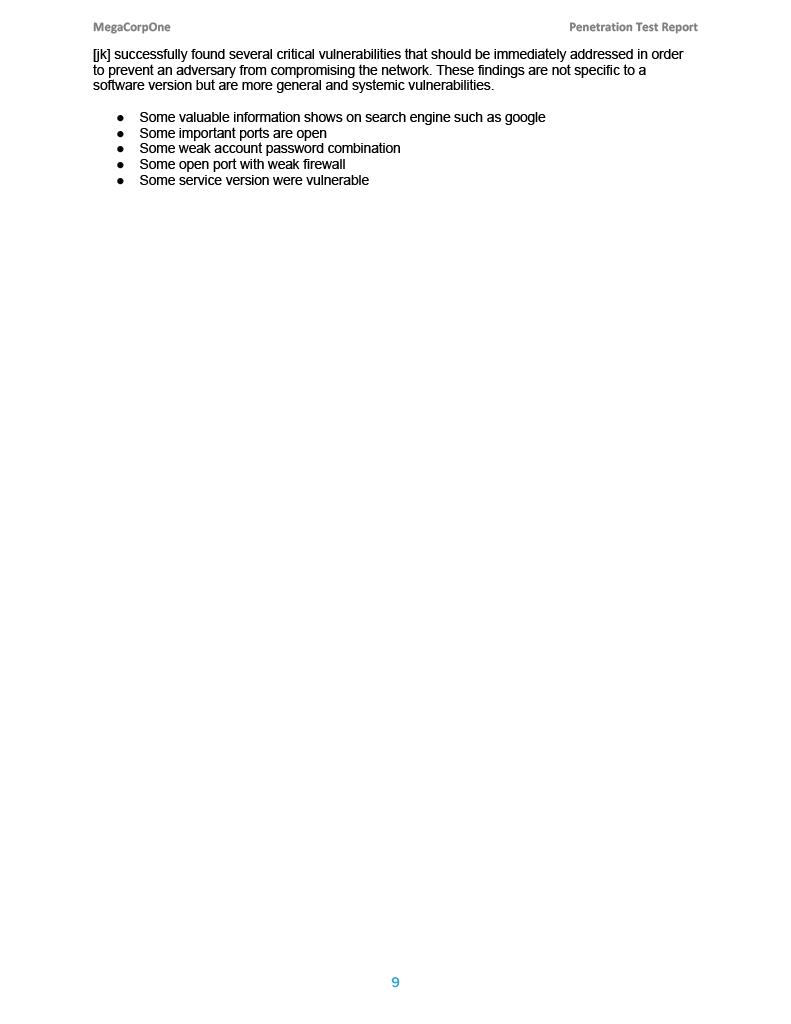 MegaCorpOne Penetration Test Report
[jk] successfully found several critical vulnerabilities that should be immediately addressed in order
to prevent an adversary from compromising the network. These findings are not specific to a
software version but are more general and systemic vulnerabilities.
● Some valuable information shows on search engine such as google
● Some important ports are open
● Some weak account password combination
● Some open port with weak firewall
● Some service version were vulnerable
9